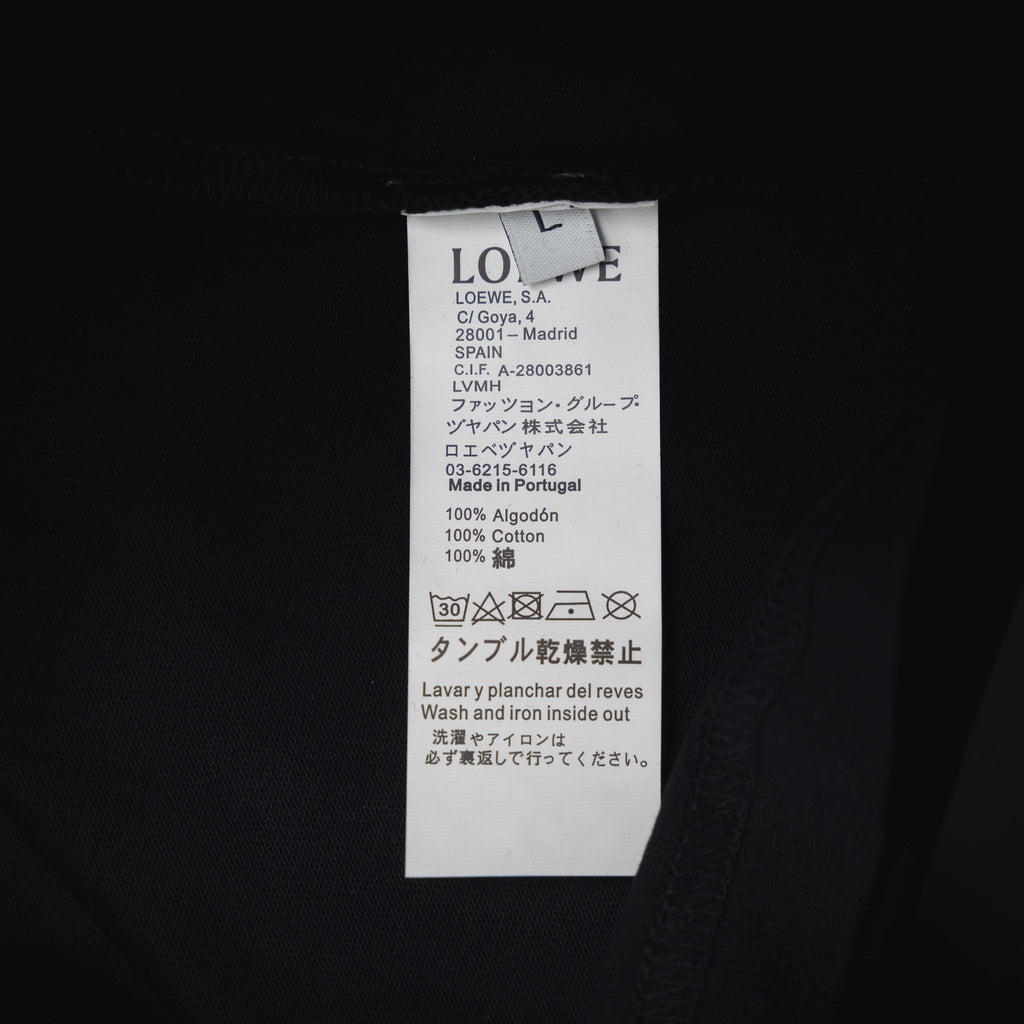 L
LOEWE
LOEWE, S.A.
C/ Goya, 4
28001 – Madrid
SPAIN
C.I.F. A-28003861
LVMH
ファッツョン・グループ
ヅヤパン 株式会社
ロエベヅヤパン
03-6215-6116
Made in Portugal
100% Algodón
100% Cotton
100% 綿
30
タンブル乾燥禁止
Lavar y planchar del reves
Wash and iron inside out
洗濯やアイロンは
必ず裏返しで行ってください。